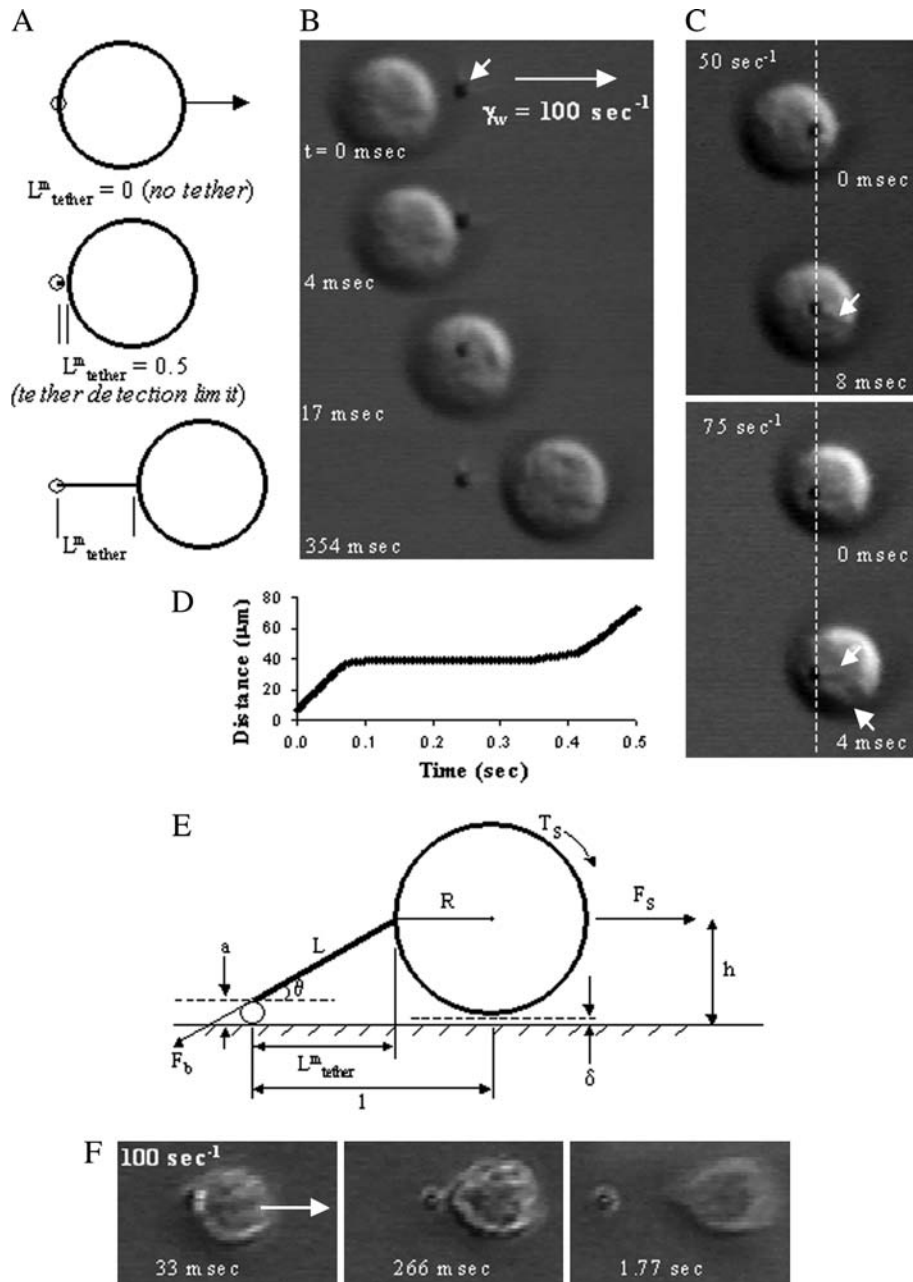 A
L^m_tether = 0 (no tether)
L^m_tether = 0.5
(tether detection limit)
L^m_tether
B
γ_w = 100 sec^-1
t= 0 msec
4 msec
17 msec
354 msec
C
50 sec^-1
0 msec
8 msec
75 sec^-1
0 msec
4 msec
D
Distance (μm)
80
60
40
20
0
0.0 0.1 0.2 0.3 0.4 0.5
Time (sec)
E
T_S
R
F_S
a
L
h
θ
F_b
L^m_tether
δ
l
F
100 sec^-1
33 msec
266 msec
1.77 sec